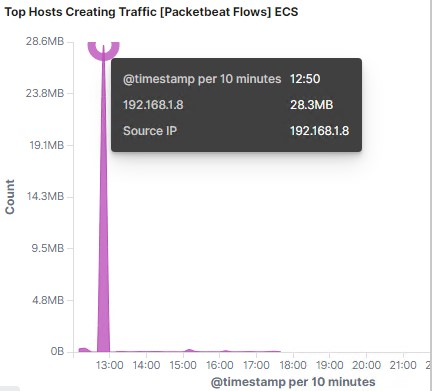 Top Hosts Creating Traffic [Packetbeat Flows] ECS
28.6MB
@timestamp per 10 minutes 12:50
192.168.1.8 28.3MB
Source IP 192.168.1.8
23.8MB
19.1MB
14.3MB
9.5MB
4.8MB
0B
Count
13:00 14:00 15:00 16:00 17:00 18:00 19:00 20:00 21:00 2
@timestamp per 10 minutes